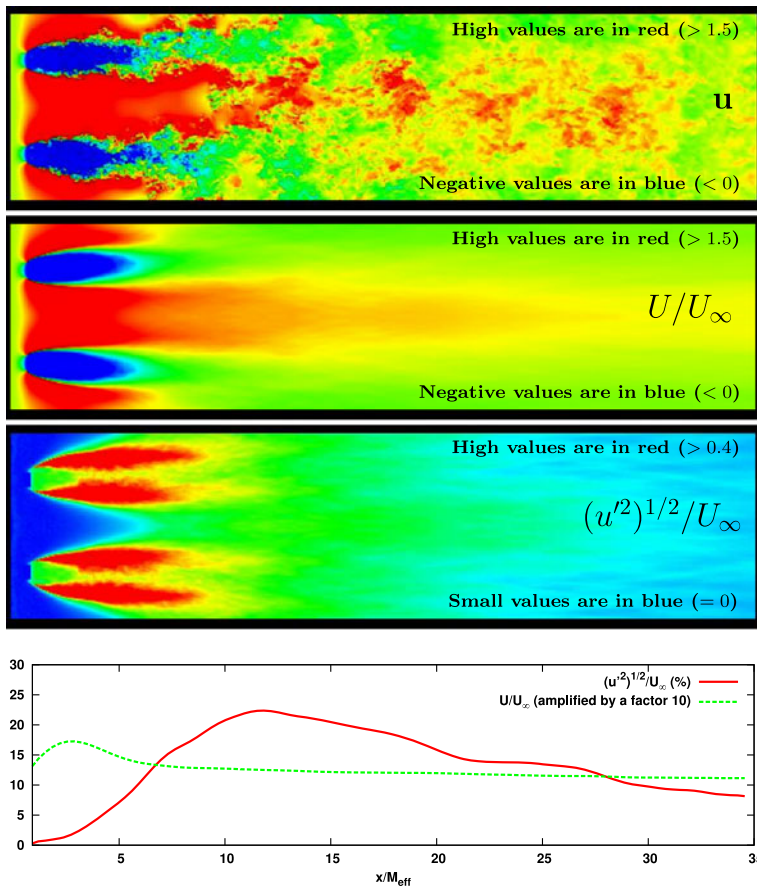 High values are in red (> 1.5)
u
Negative values are in blue (< 0)
High values are in red (> 1.5)
U/U∞
Negative values are in blue (< 0)
High values are in red (> 0.4)
(u′2)1/2/U∞
Small values are in blue (= 0)
30
25
20
15
10
5
0
(u'2)1/2/U∞ (%)
U/U∞ (amplified by a factor 10)
5 10 15 20 25 30 35
x/Meff